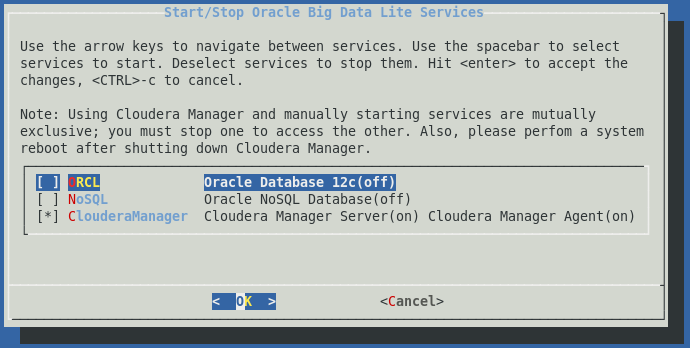 Start/Stop Oracle Big Data Lite Services
Use the arrow keys to navigate between services. Use the spacebar to select
services to start. Deselect services to stop them. Hit <enter> to accept the
changes, <CTRL>-c to cancel.
Note: Using Cloudera Manager and manually starting services are mutually
exclusive; you must stop one to access the other. Also, please perfom a system
reboot after shutting down Cloudera Manager.
[ ] ORCL Oracle Database 12c(off)
[ ] NoSQL Oracle NoSQL Database(off)
[*] ClouderaManager Cloudera Manager Server(on) Cloudera Manager Agent(on)
< OK > <Cancel>